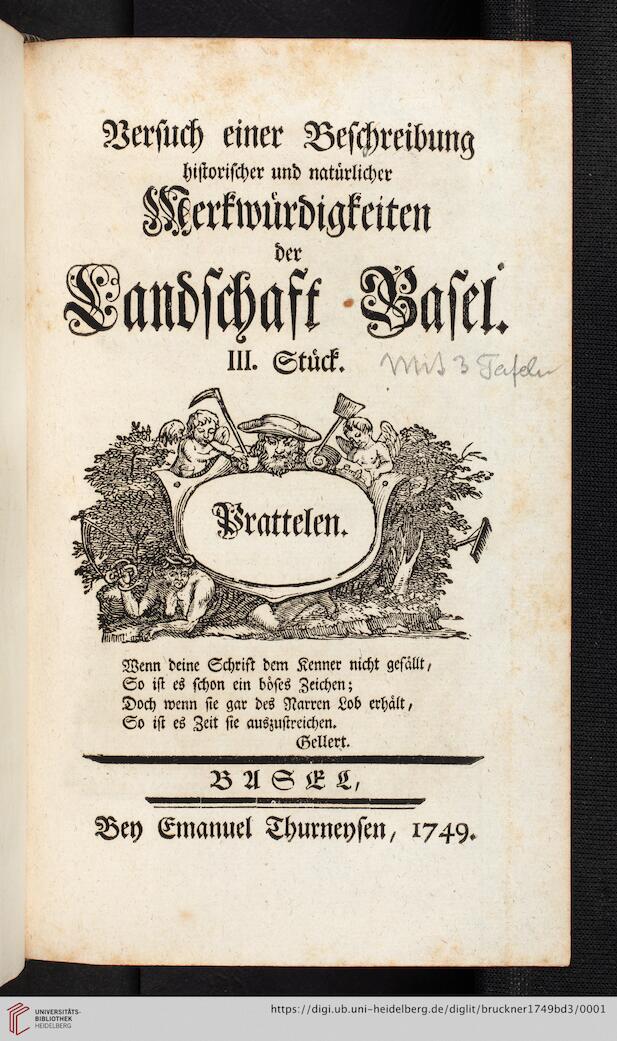 Versuch einer Beschreibung
historischer und natürlicher
Merkwürdigkeiten
der
Landschaft Basel.
III. Stück.
Mit 3 Tafeln
Prattelen.
Wenn deine Schrift dem Kenner nicht gefällt,
So ist es schon ein böses Zeichen;
Doch wenn sie gar des Narren Lob erhält,
So ist es Zeit sie auszustreichen.
Gellert.
BASEL,
Bey Emanuel Thurneysen, 1749.
UNIVERSITÄTS-
BIBLIOTHEK
HEIDELBERG
https://digi.ub.uni-heidelberg.de/diglit/bruckner1749bd3/0001